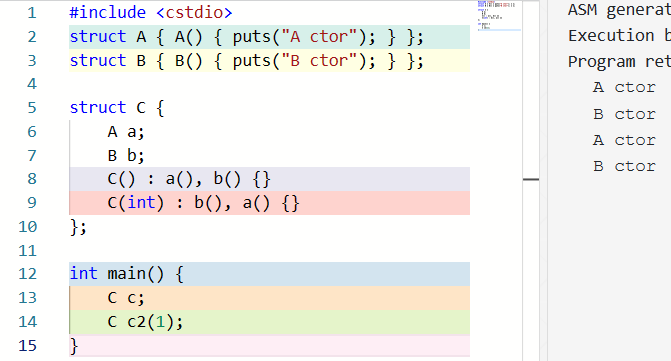 1 #include <cstdio>
2 struct A { A() { puts("A ctor"); } };
3 struct B { B() { puts("B ctor"); } };
4
5 struct C {
6     A a;
7     B b;
8     C() : a(), b() {}
9     C(int) : b(), a() {}
10 };
11
12 int main() {
13     C c;
14     C c2(1);
15 }
ASM generat
Execution b
Program ret
A ctor
B ctor
A ctor
B ctor